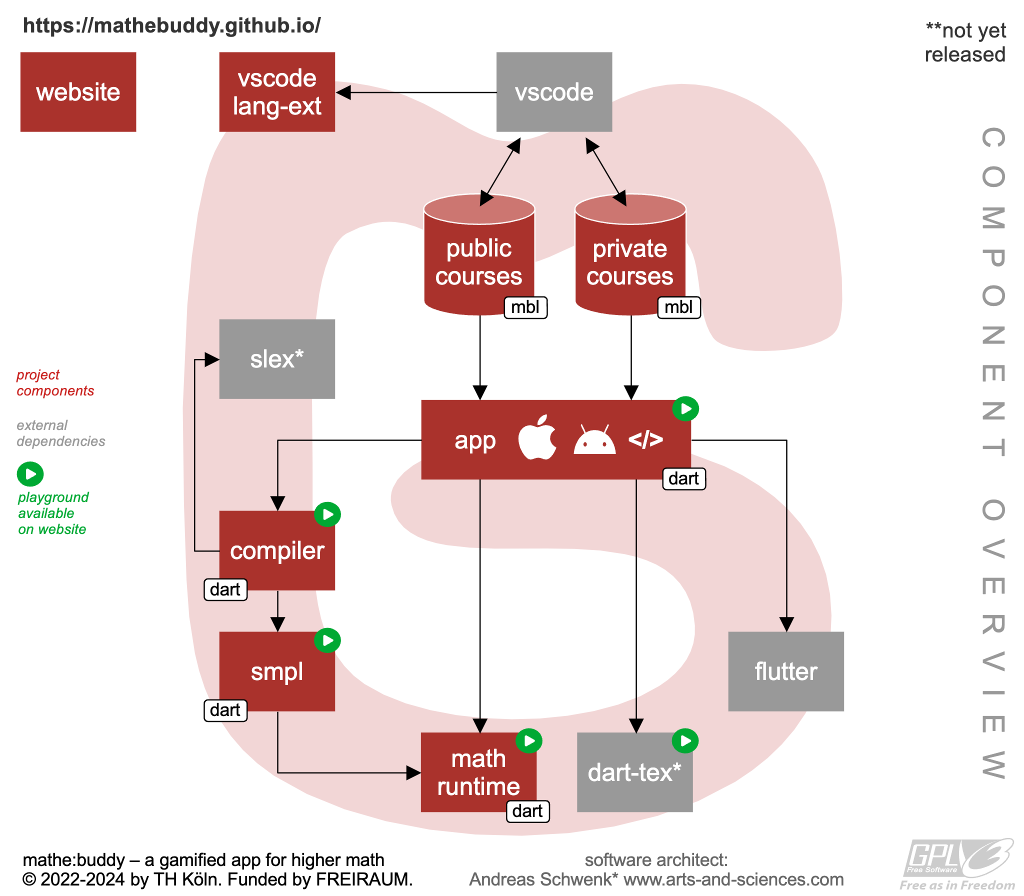 https://mathebuddy.github.io/
**not yet
released
website
vscode
lang-ext
vscode
COMPONENT OVERVIEW
public
courses
mbl
private
courses
mbl
slex*
project
components
external
dependencies
playground
available
on website
app </>
dart
compiler
dart
smpl
dart
flutter
math
runtime
dart
dart-tex*
mathe:buddy – a gamified app for higher math
© 2022-2024 by TH Köln. Funded by FREIRAUM.
software architect:
Andreas Schwenk* www.arts-and-sciences.com
GPLv3
Free Software
Free as in Freedom